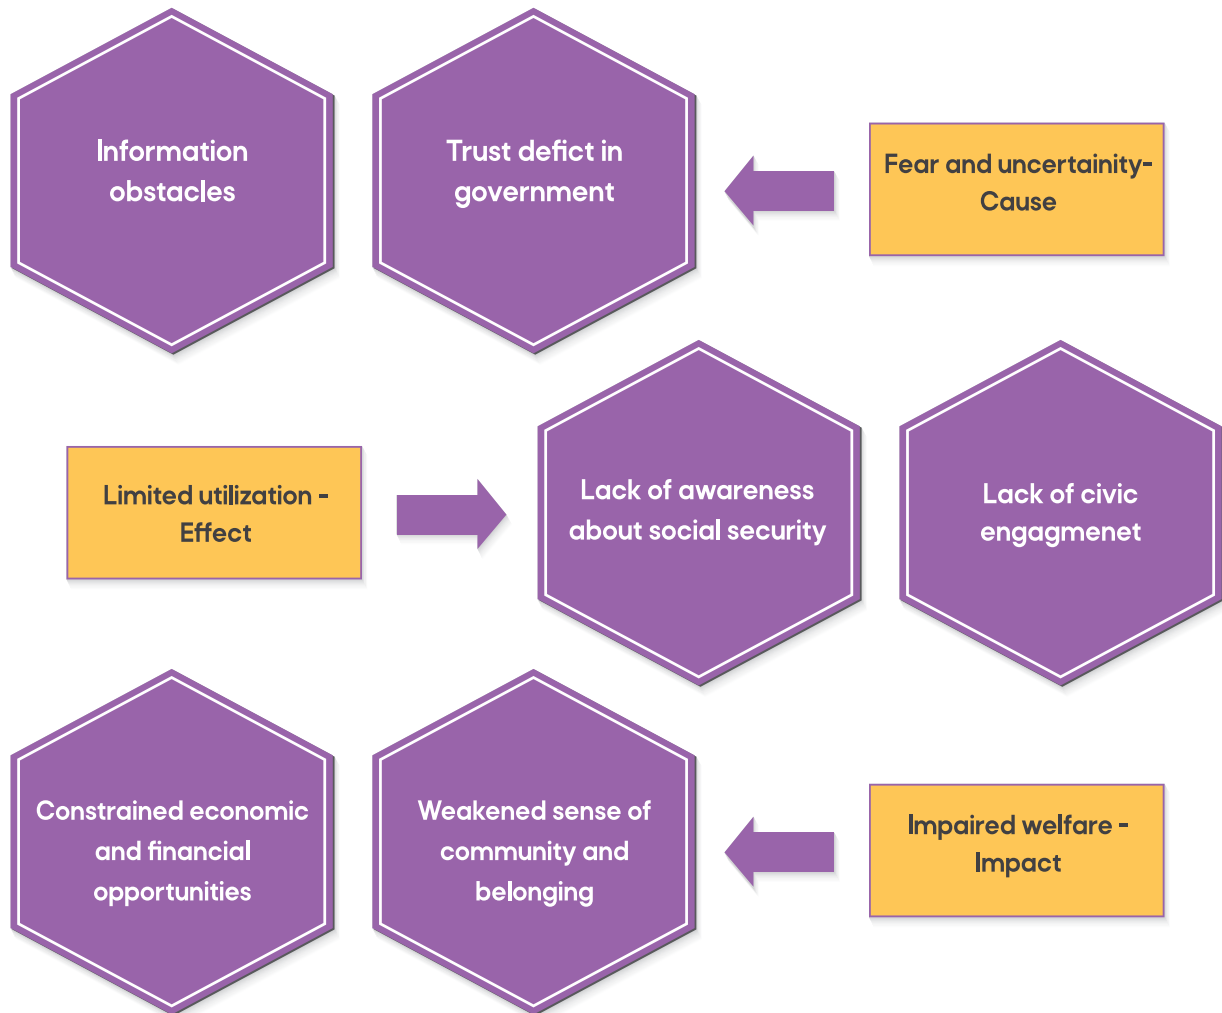 Information
obstacles
Trust defict in
government
Fear and uncertainity-
Cause
Limited utilization -
Effect
Lack of awareness
about social security
Lack of civic
engagmenet
Constrained economic
and financial
opportunities
Weakened sense of
community and
belonging
Impaired welfare -
Impact